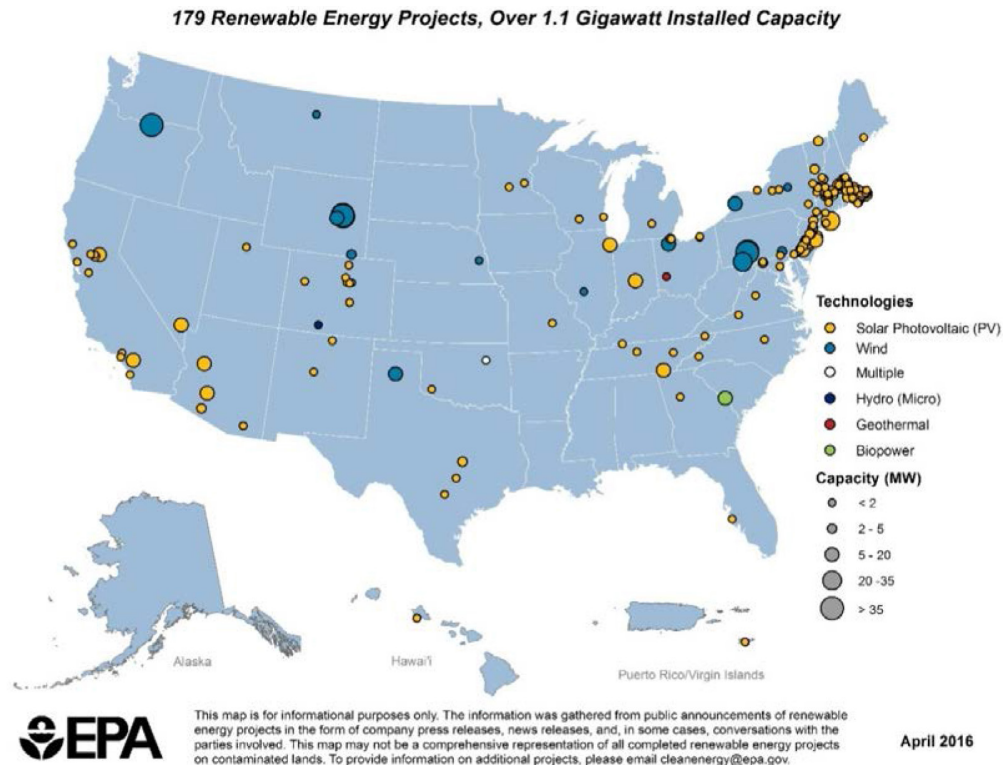 179 Renewable Energy Projects, Over 1.1 Gigawatt Installed Capacity
Technologies
Solar Photovoltaic (PV)
Wind
Multiple
Hydro (Micro)
Geothermal
Biopower
Capacity (MW)
< 2
2 - 5
5 - 20
20 -35
> 35
Alaska
Hawai'i
Puerto Rico/Virgin Islands
EPA
This map is for informational purposes only. The information was gathered from public announcements of renewable
energy projects in the form of company press releases, news releases, and, in some cases, conversations with the
parties involved. This map may not be a comprehensive representation of all completed renewable energy projects
on contaminated lands. To provide information on additional projects, please email cleanenergy@epa.gov.
April 2016